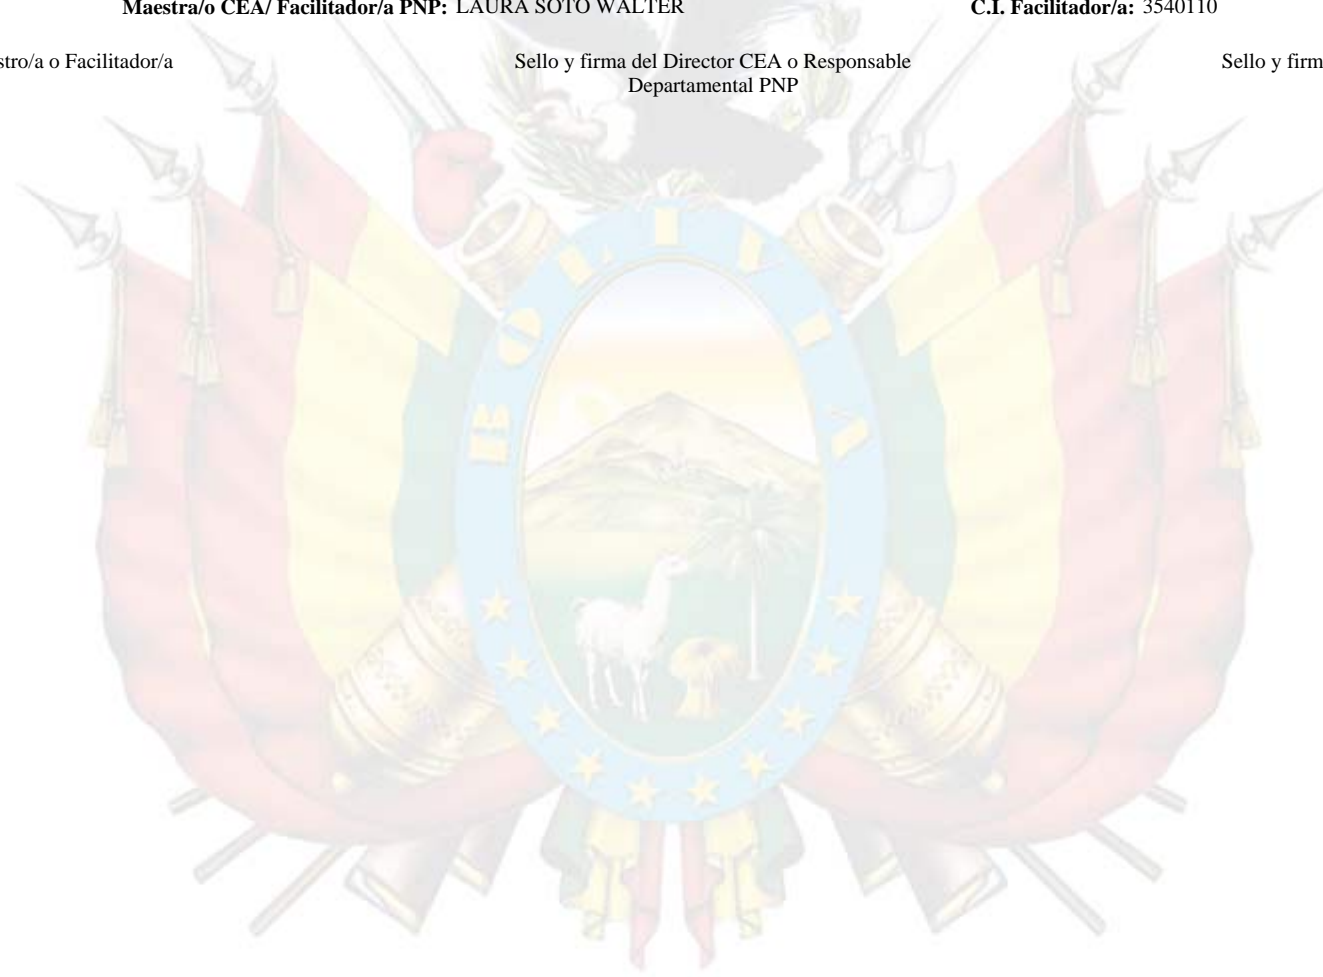 Maestra/o CEA/ Facilitador/a PNP: LAURA SOTO WALTER C.I. Facilitador/a: 3540110
stro/a o Facilitador/a Sello y firma del Director CEA o Responsable Sello y firm
Departamental PNP
BOLIVIA